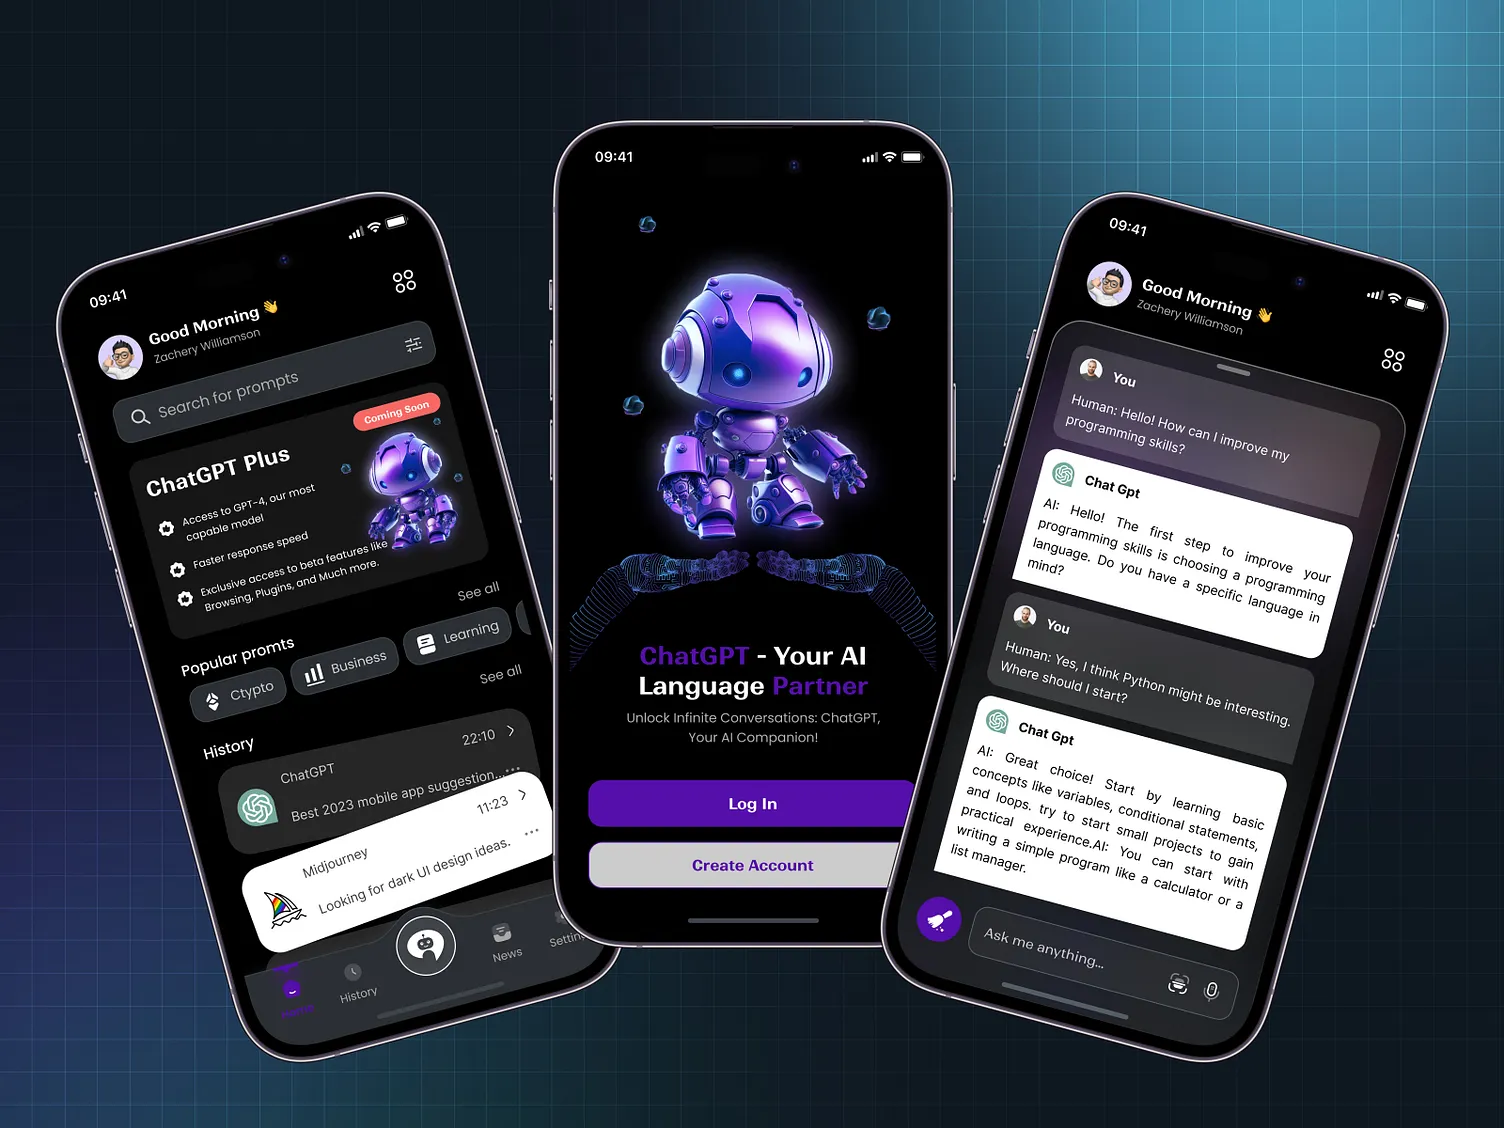 09:41
Good Morning 👋
Zachery Williamson
Search for prompts
Coming Soon
ChatGPT Plus
Access to GPT-4, our most
capable model
Faster response speed
Exclusive access to beta features like
Browsing, Plugins, and Much more.
See all
Popular promts
Ctypto
Business
Learning
See all
History
ChatGPT
22:10
Best 2023 mobile app suggestion...
Midjourney
11:23
Looking for dark UI design ideas.
History
News
09:41
ChatGPT - Your AI
Language Partner
Unlock Infinite Conversations: ChatGPT,
Your AI Companion!
Log In
Create Account
09:41
Good Morning 👋
Zachery Williamson
You
Human: Hello! How can I improve my
programming skills?
Chat Gpt
AI: Hello! The first step to improve your
programming skills is choosing a programming
language. Do you have a specific language in
mind?
You
Human: Yes, I think Python might be interesting.
Where should I start?
Chat Gpt
AI: Great choice! Start by learning basic
concepts like variables, conditional statements,
and loops. try to start small projects to gain
practical experience.AI: You can start with
writing a simple program like a calculator or a
list manager.
Ask me anything...